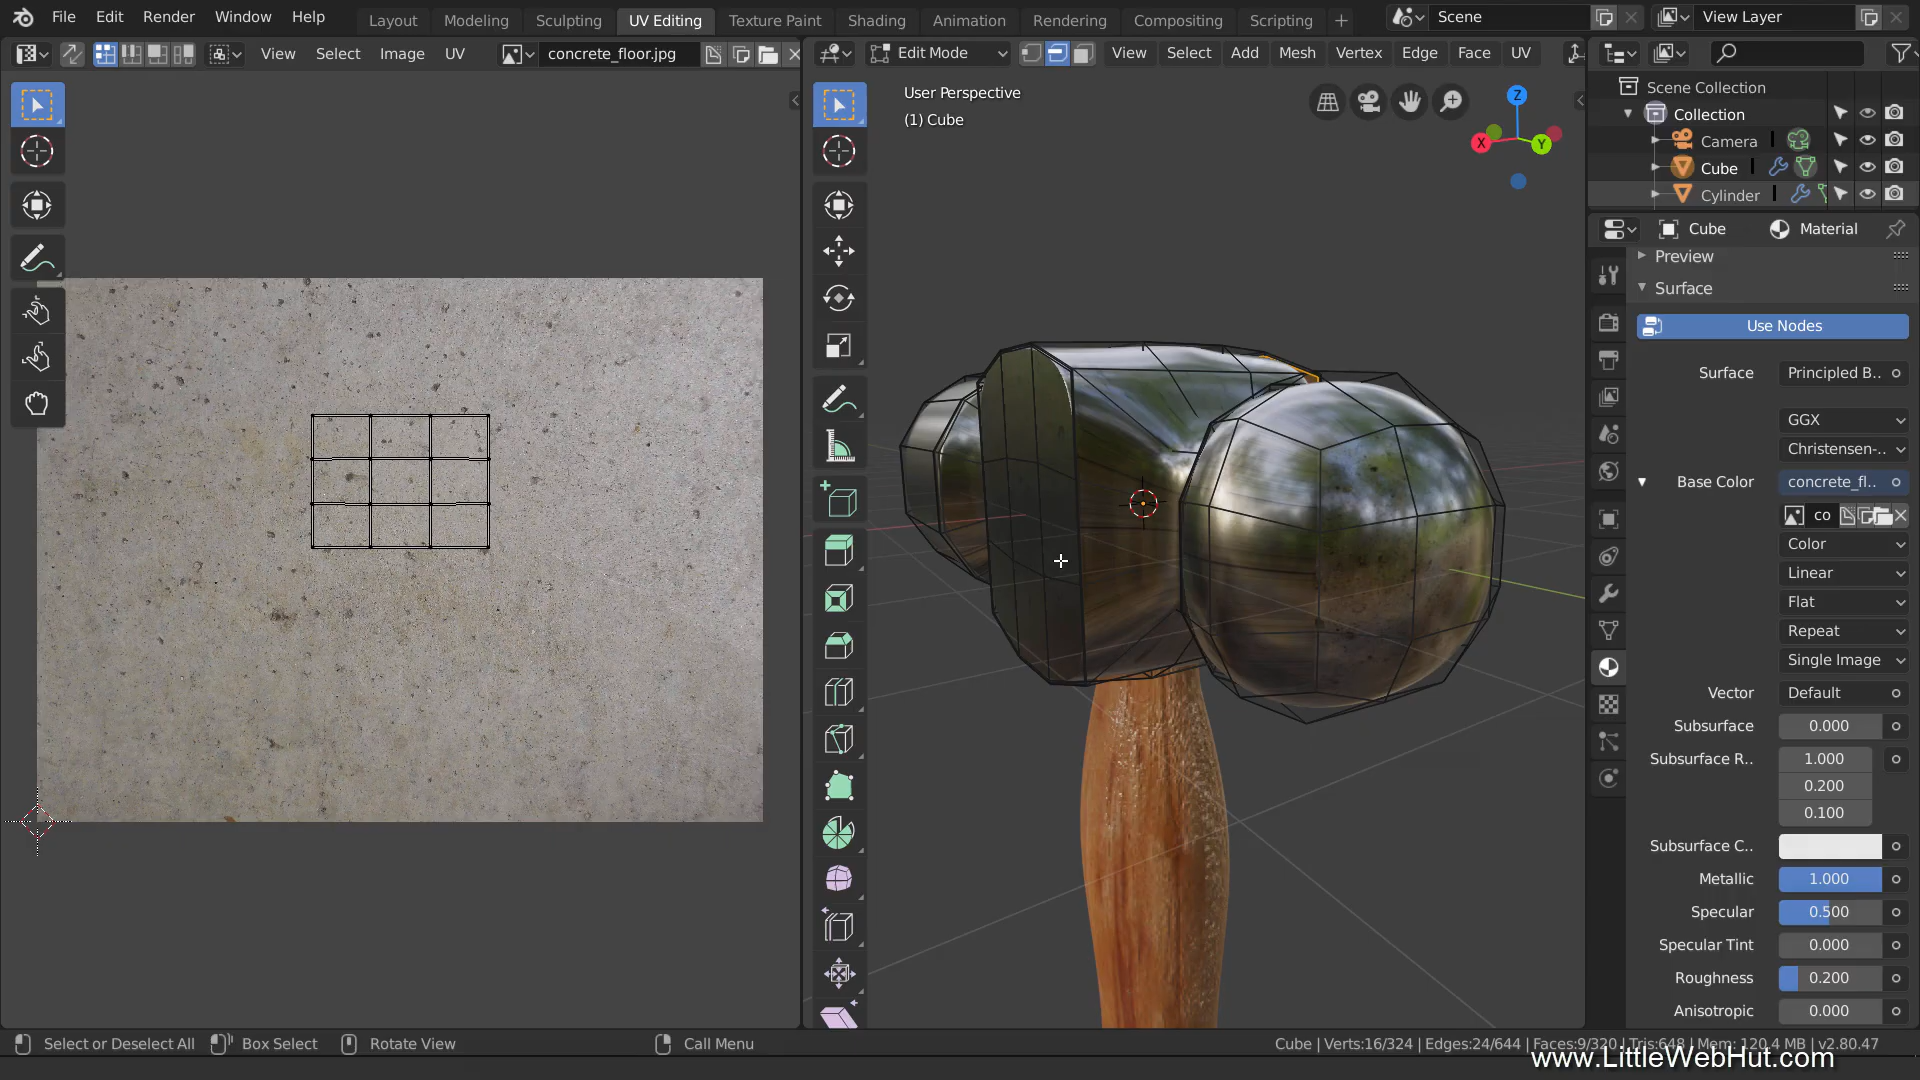 File Edit Render Window Help Layout Modeling Sculpting UV Editing Texture Paint Shading Animation Rendering Compositing Scripting + Scene View Layer
View Select Image UV concrete_floor.jpg Edit Mode View Select Add Mesh Vertex Edge Face UV
User Perspective
(1) Cube
Z
X
Y
Scene Collection
Collection
Camera
Cube
Cylinder
Cube Material
Preview
Surface
Use Nodes
Surface Principled B..
GGX
Christensen-..
Base Color concrete_fl..
co
Color
Linear
Flat
Repeat
Single Image
Vector Default
Subsurface 0.000
Subsurface R.. 1.000
0.200
0.100
Subsurface C..
Metallic 1.000
Specular 0.500
Specular Tint 0.000
Roughness 0.200
Anisotropic 0.000
Select or Deselect All Box Select Rotate View Call Menu Cube | Verts:16/324 | Edges:24/644 | Faces:9/320 | Tris:648 | Mem: 120.4 MB | v2.80.47
www.LittleWebHut.com